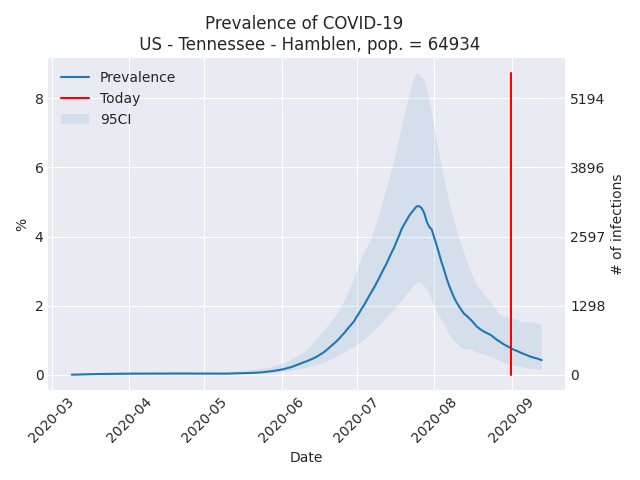 Prevalence of COVID-19
US - Tennessee - Hamblen, pop. = 64934
Prevalence
Today
95CI
%
8
6
4
2
0
5194
3896
2597
1298
0
# of infections
2020-03
2020-04
2020-05
2020-06
2020-07
2020-08
2020-09
Date